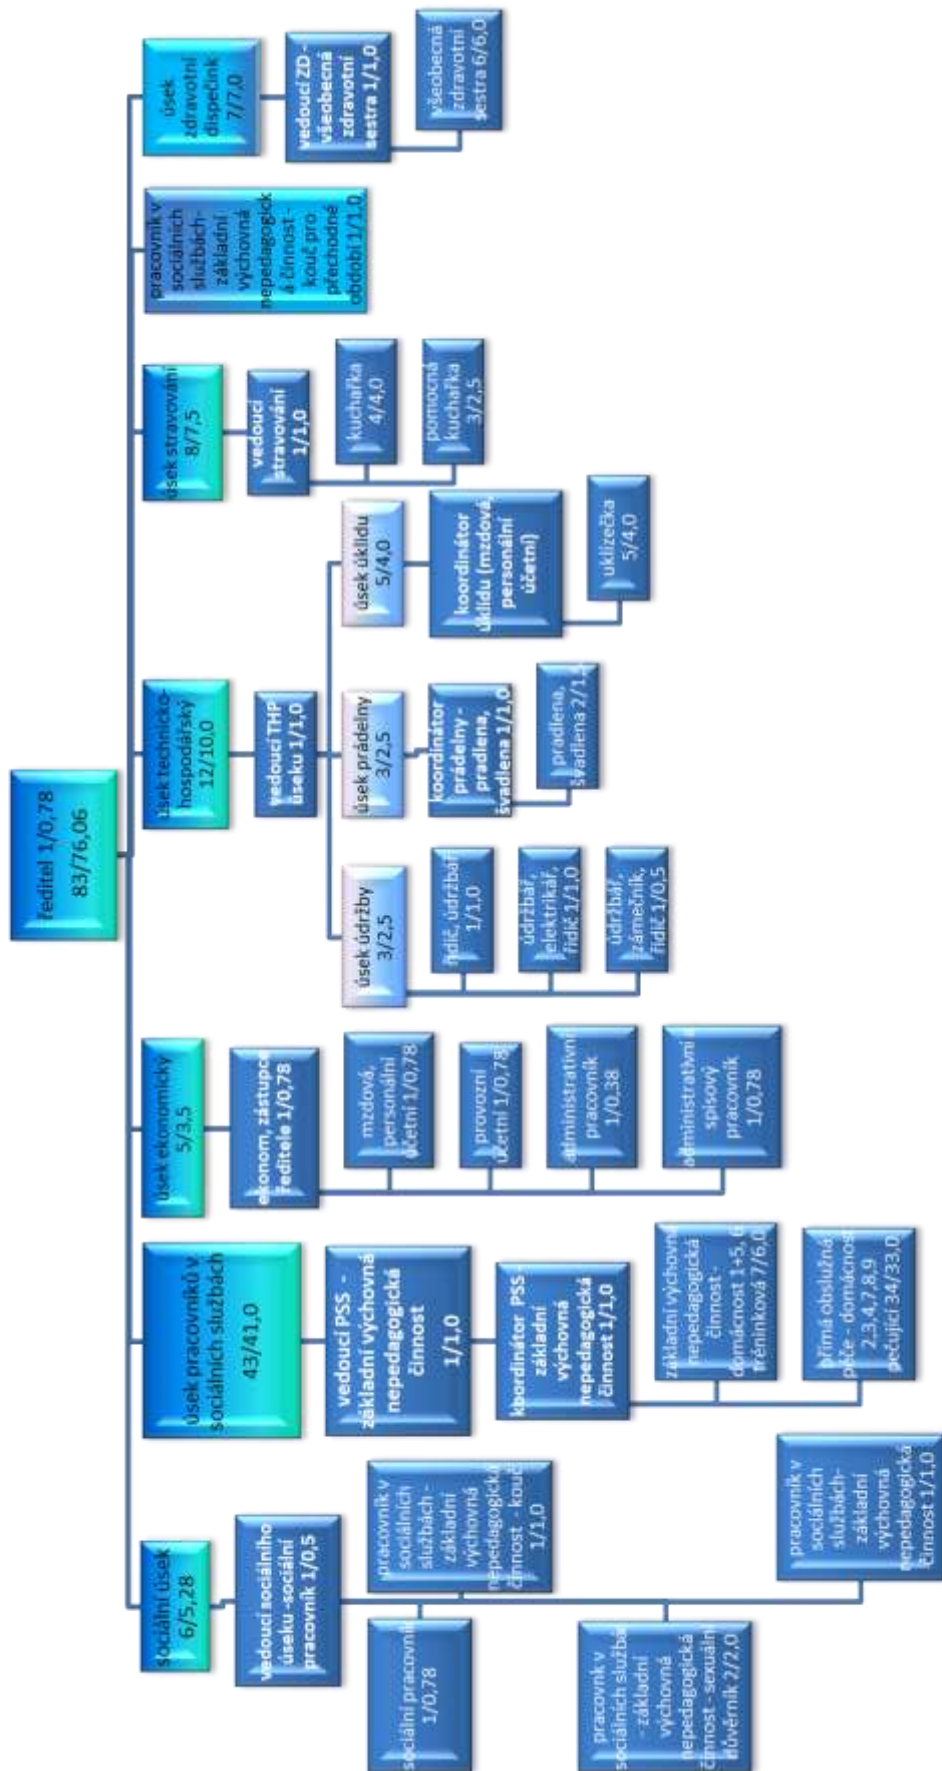 ředitel 1/0,78
83/76,06
sociální úsek
6/5,28
vedoucí sociálního
úseku -sociální
pracovník 1/0,5
sociální pracovník
1/0,78
pracovník v
sociálních
službách -
základní
výchovná
nepedagogická
činnost - kouč
1/1,0
pracovník v
sociálních služba
- základní
výchovná
nepedagogická
činnost - sexuáln
důvěrník 2/2,0
pracovník v
sociálních
službách-
základní
výchovná
nepedagogická
činnost 1/1,0
úsek pracovníků v
sociálních službách
43/41,0
vedoucí PSS -
základní výchovná
nepedagogická
činnost
1/1,0
koordinátor PSS -
základní
výchovná
nepedagogická
činnost 1/1,0
základní výchovn
nepedagogická
činnost -
domácnost 1+5, 6
tréninková 7/6,0
přímá obslužná
péče - domácnost
2,3,4,7,8,9
pečující 34/33,0
úsek ekonomický
5/3,5
ekonom, zástupce
ředitele 1/0,78
mzdová,
personální
účetní 1/0,78
provozní
účetní 1/0,78
administrativní
pracovník
1/0,38
administrativní a
spisový
pracovník
1/0,78
úsek technicko-
hospodářský
12/10,0
vedoucí THP
úseku 1/1,0
úsek údržby
3/2,5
řidič, údržbář
1/1,0
údržbář,
elektrikář,
řidič 1/1,0
údržbář,
zámečník,
řidič 1/0,5
úsek prádelny
3/2,5
koordinátor
prádelny -
pradlena,
švadlena 1/1,0
pradlena,
švadlena 2/1,5
úsek úklidu
5/4,0
koordinátor
úklidu (mzdová,
personální
účetní)
uklizečka
5/4,0
úsek stravování
8/7,5
vedoucí
stravování
1/1,0
kuchařka
4/4,0
pomocná
kuchařka
3/2,5
pracovník v
sociálních
službách-
základní
výchovná
nepedagogick
á činnost -
kouč pro
přechodné
období 1/1,0
úsek
zdravotní
dispečink
7/7,0
vedoucí ZD -
všeobecná
zdravotní
sestra 1/1,0
všeobecná
zdravotní
sestra 6/6,0